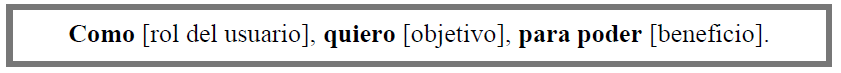 Como [rol del usuario], quiero [objetivo], para poder [beneficio].